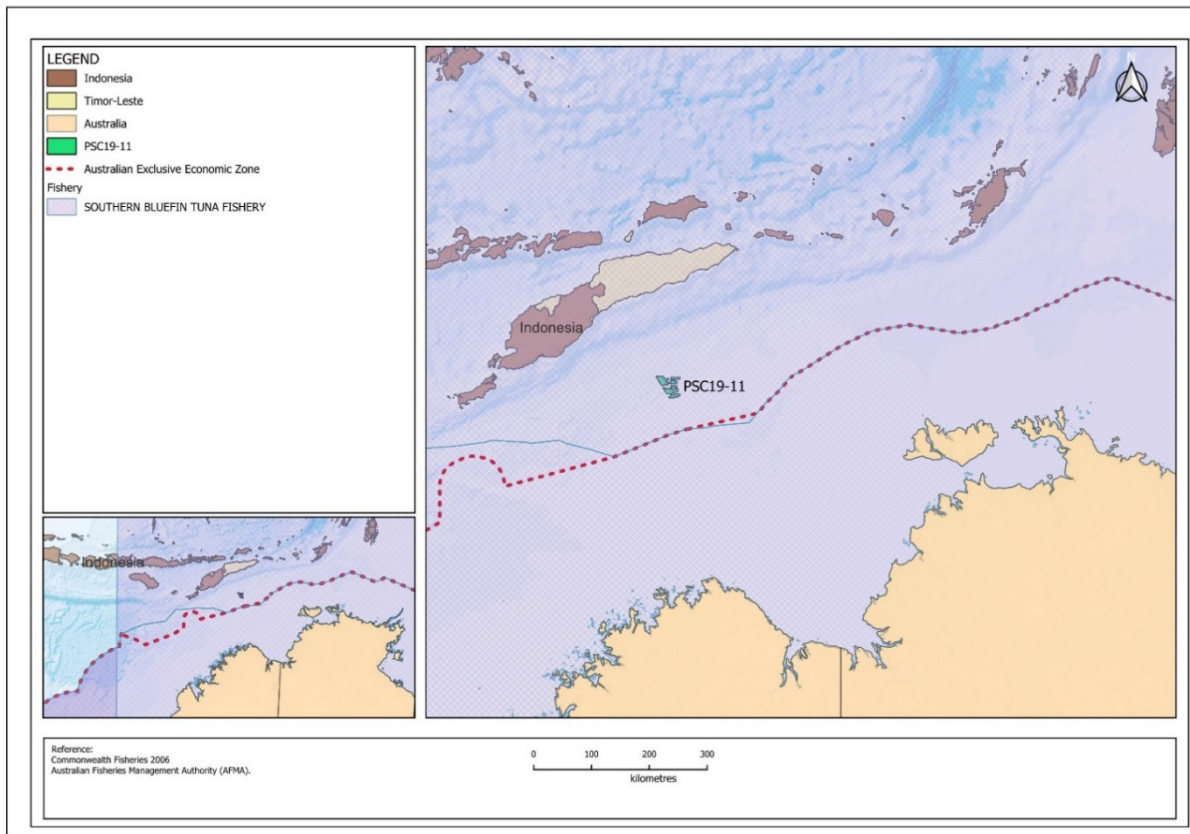 LEGEND
Indonesia
Timor-Leste
Australia
PSC19-11
Australian Exclusive Economic Zone
Fishery
SOUTHERN BLUEFIN TUNA FISHERY
N
Indonesia
PSC19-11
Indonesia
Reference:
Commonwealth Fisheries 2006
Australian Fisheries Management Authority (AFMA).
0 100 200 300
kilometres